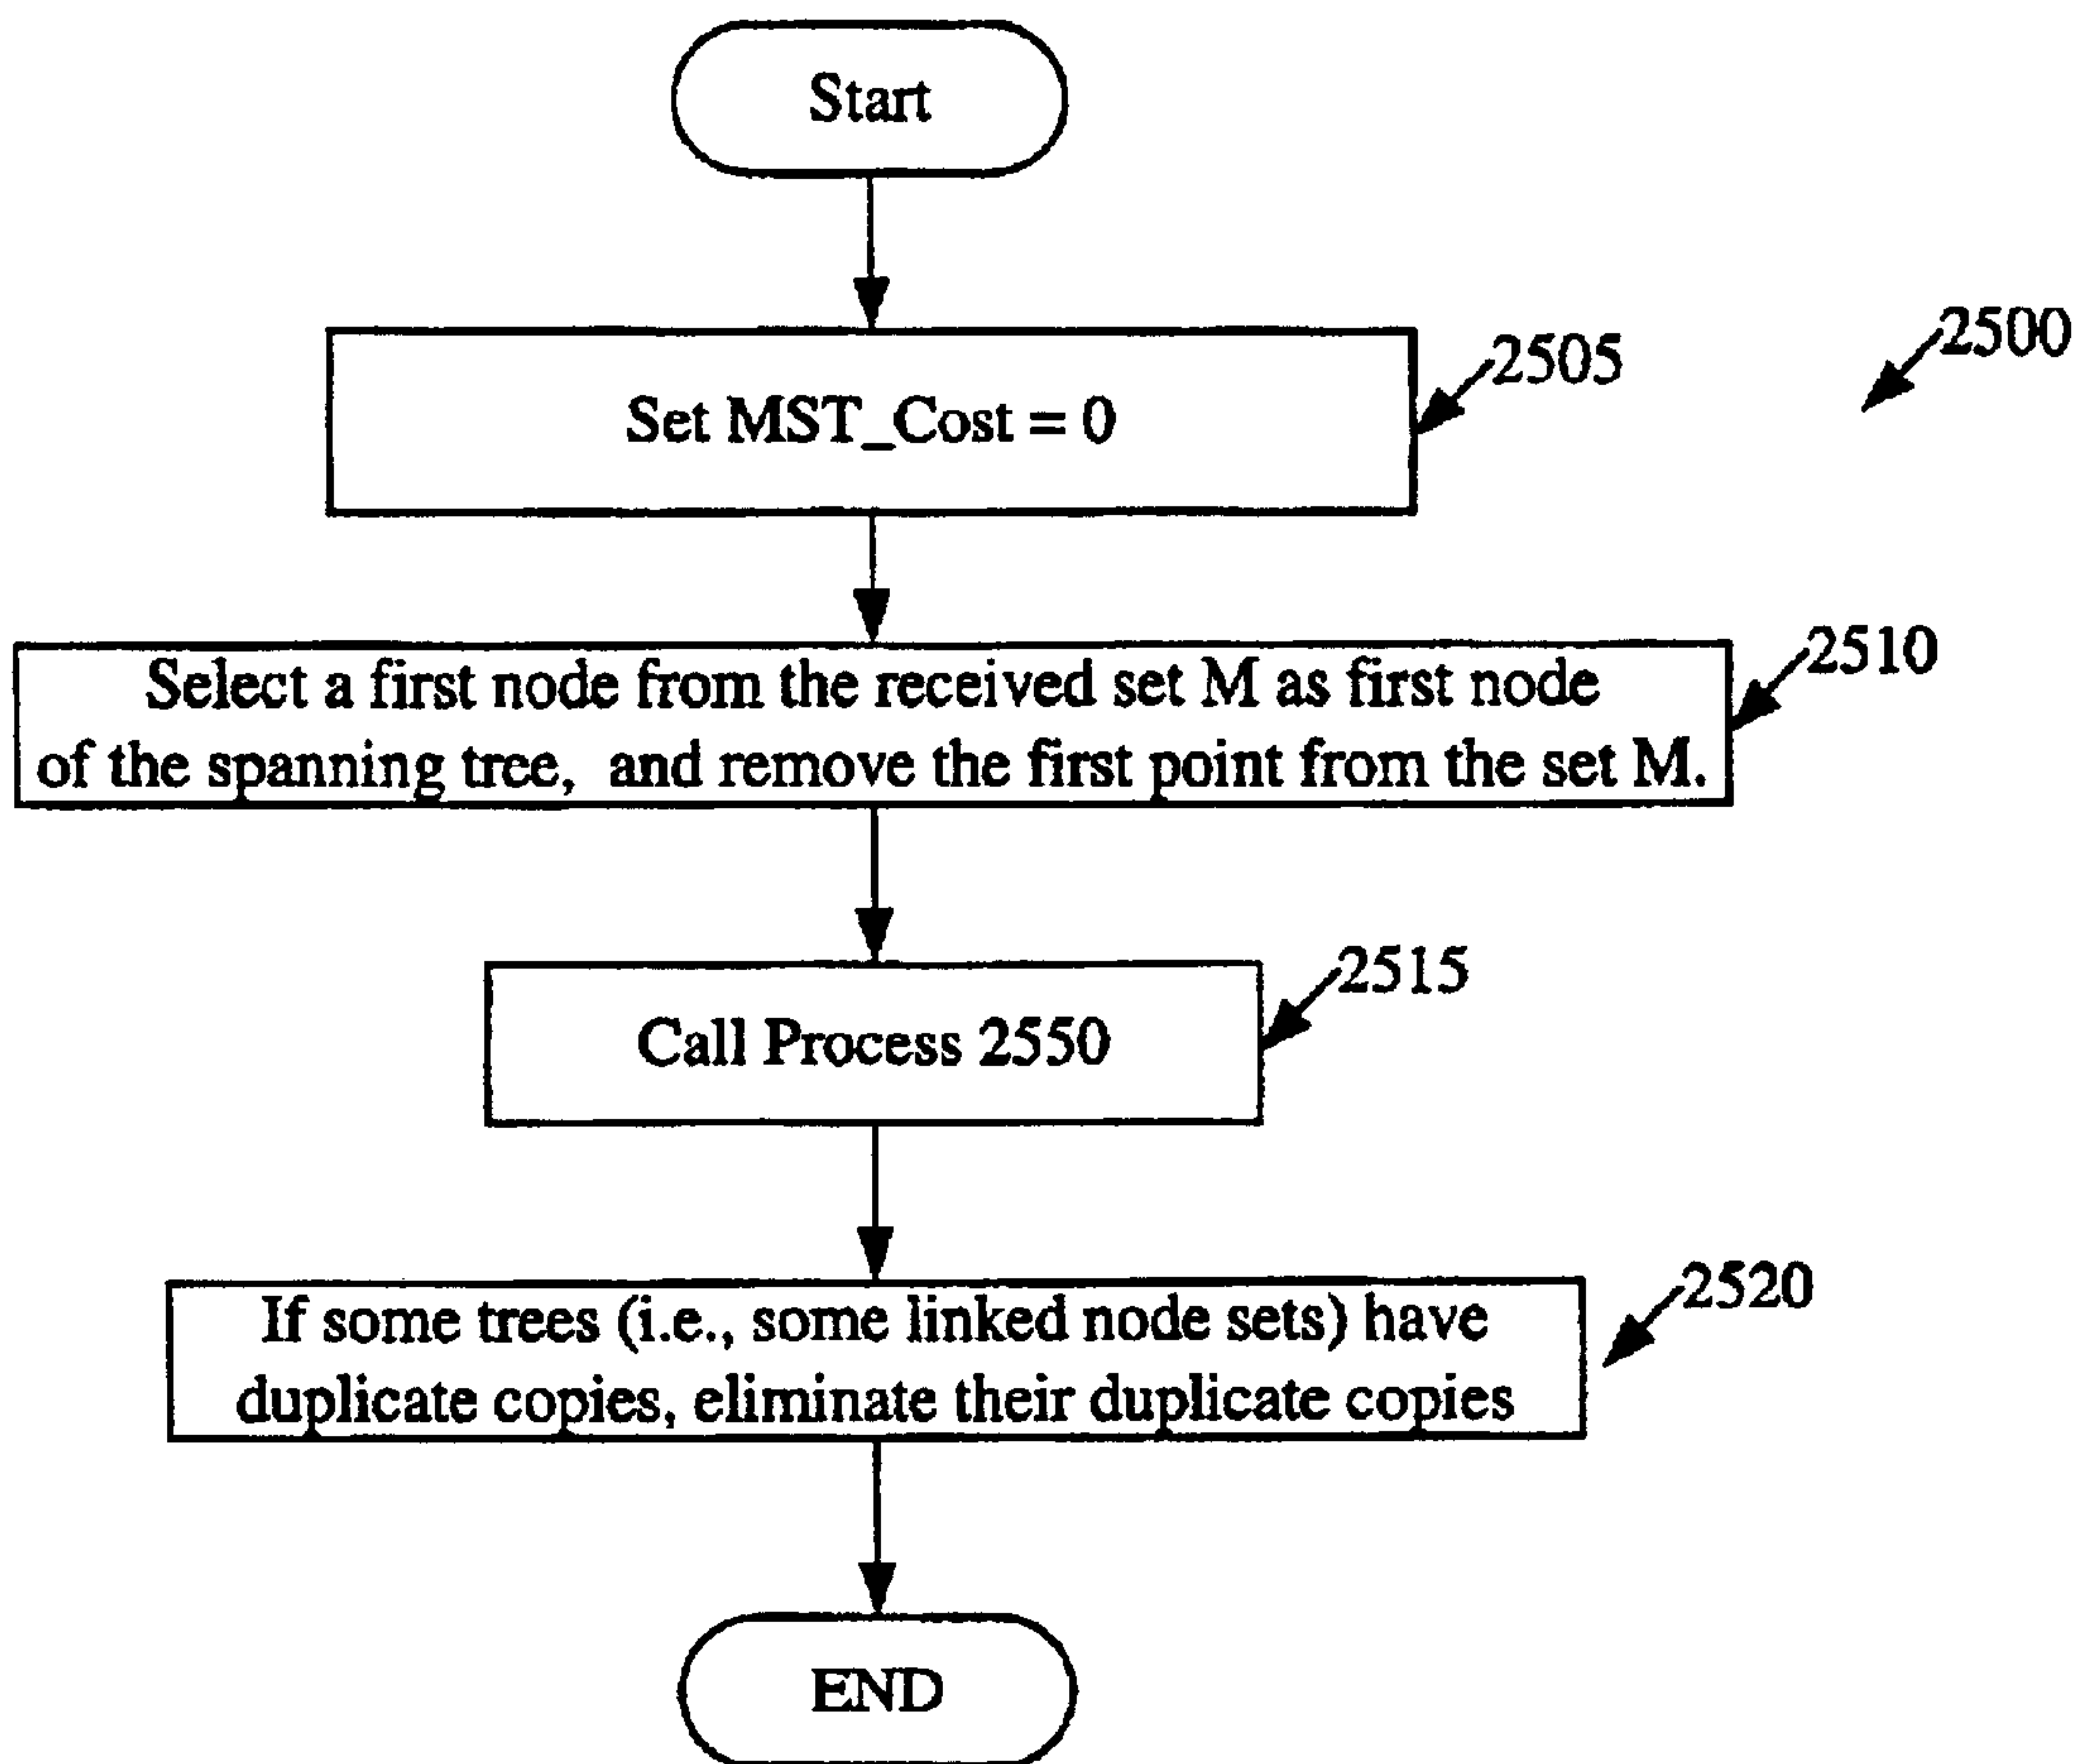 Start
2500
2505
Set MST_Cost = 0
2510
Select a first node from the received set M as first node
of the spanning tree, and remove the first point from the set M.
2515
Call Process 2550
2520
If some trees (i.e., some linked node sets) have
duplicate copies, eliminate their duplicate copies
END